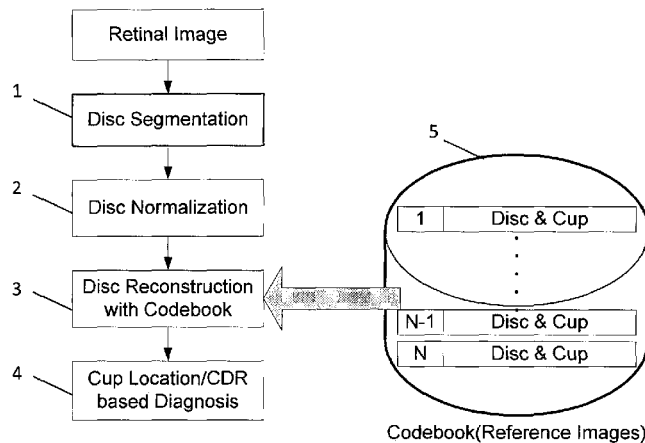 Retinal Image
1
Disc Segmentation
2
Disc Normalization
3
Disc Reconstruction
with Codebook
4
Cup Location/CDR
based Diagnosis
5
1 Disc & Cup
N-1 Disc & Cup
N Disc & Cup
Codebook(Reference Images)